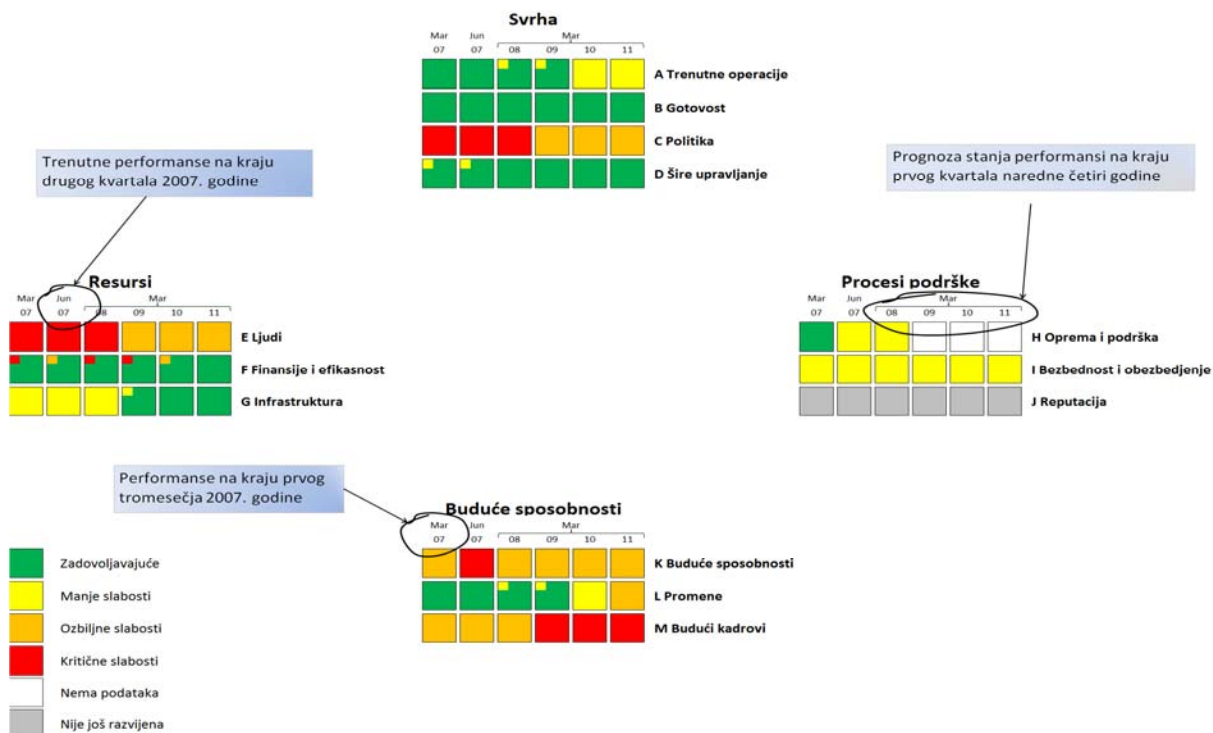 Svrha
Mar Jun Mar
07 07 08 09 10 11
A Trenutne operacije
B Gotovost
C Politika
D Šire upravljanje
Trenutne performanse na kraju
drugog kvartala 2007. godine
Prognoza stanja performansi na kraju
prvog kvartala naredne četiri godine
Resursi
Mar Jun Mar
07 07 08 09 10 11
E Ljudi
F Finansije i efikasnost
G Infrastruktura
Procesi podrške
Mar Jun Mar
07 07 08 09 10 11
H Oprema i podrška
I Bezbednost i obezbedjenje
J Reputacija
Performanse na kraju prvog
tromesečja 2007. godine
Buduće sposobnosti
Mar Jun Mar
07 07 08 09 10 11
K Buduće sposobnosti
L Promene
M Budući kadrovi
Zadovoljavajuće
Manje slabosti
Ozbiljne slabosti
Kritične slabosti
Nema podataka
Nije još razvijena